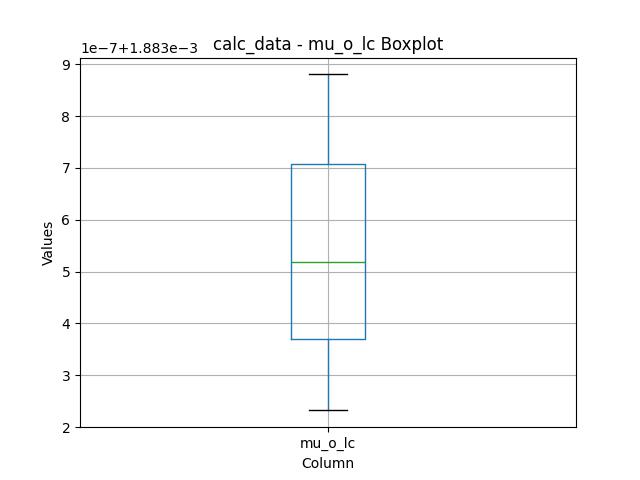 calc_data - mu_o_lc Boxplot
1e-7+1.883e-3
9
8
7
6
5
4
3
2
Values
mu_o_lc
Column